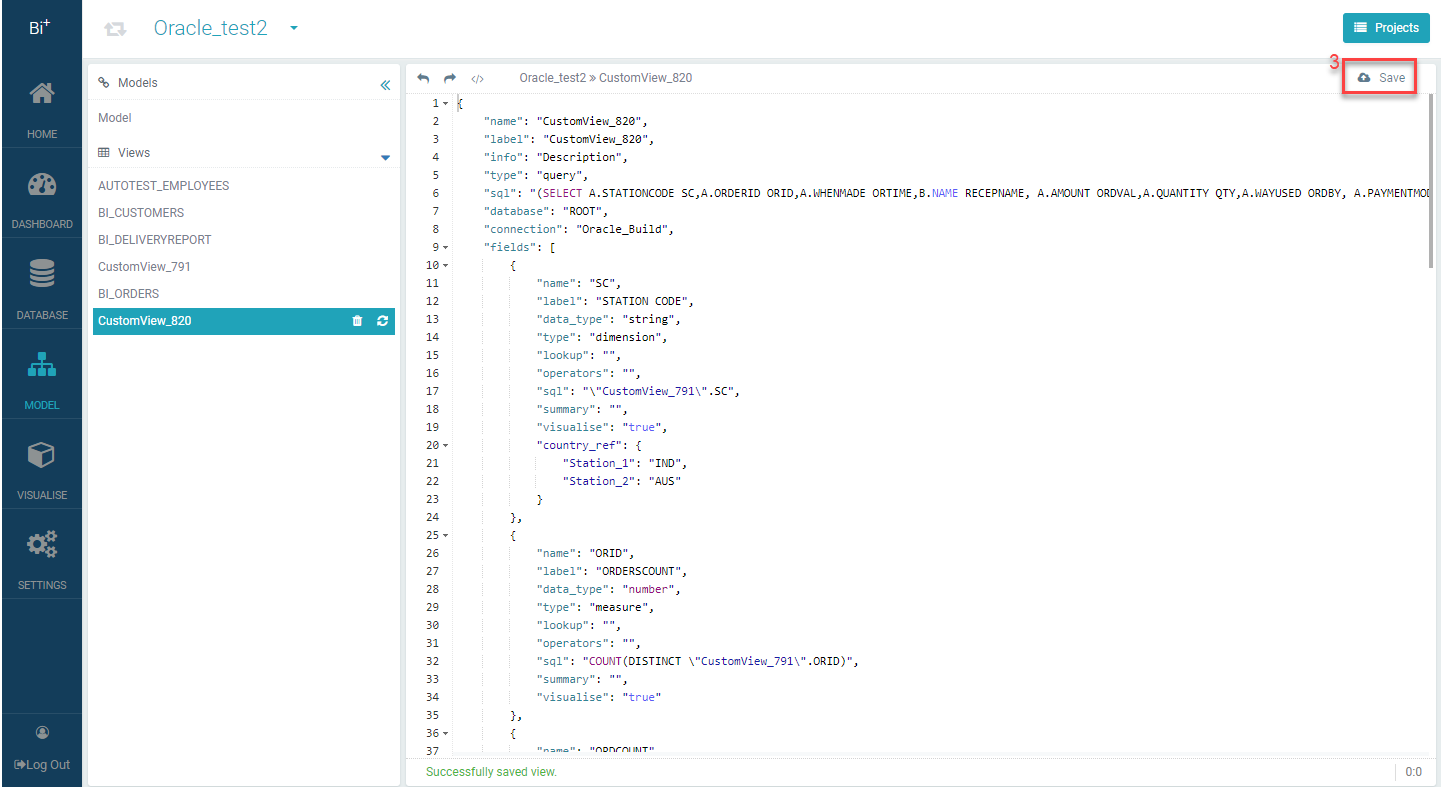 Bi+
Oracle_test2
Projects
HOME
DASHBOARD
DATABASE
MODEL
VISUALISE
SETTINGS
Log Out
Models
Model
Views
AUTOTEST_EMPLOYEES
BI_CUSTOMERS
BI_DELIVERYREPORT
CustomView_791
BI_ORDERS
CustomView_820
</> Oracle_test2 » CustomView_820
3
Save
1 {
2 "name": "CustomView_820",
3 "label": "CustomView_820",
4 "info": "Description",
5 "type": "query",
6 "sql": "(SELECT A.STATIONCODE SC,A.ORDERID ORID,A.WHENMADE ORTIME,B.NAME RECEPNAME, A.AMOUNT ORDVAL,A.QUANTITY QTY,A.WAYUSED ORDBY, A.PAYMENTMOD
7 "database": "ROOT",
8 "connection": "Oracle_Build",
9 "fields": [
10 {
11 "name": "SC",
12 "label": "STATION CODE",
13 "data_type": "string",
14 "type": "dimension",
15 "lookup": "",
16 "operators": "",
17 "sql": "\"CustomView_791\".SC",
18 "summary": "",
19 "visualise": "true",
20 "country_ref": {
21 "Station_1": "IND",
22 "Station_2": "AUS"
23 }
24 },
25 {
26 "name": "ORID",
27 "label": "ORDERSCOUNT",
28 "data_type": "number",
29 "type": "measure",
30 "lookup": "",
31 "operators": "",
32 "sql": "COUNT(DISTINCT \"CustomView_791\".ORID)",
33 "summary": "",
34 "visualise": "true"
35 },
36 {
37 "name": "ORDCOUNT"
Successfully saved view.
0:0